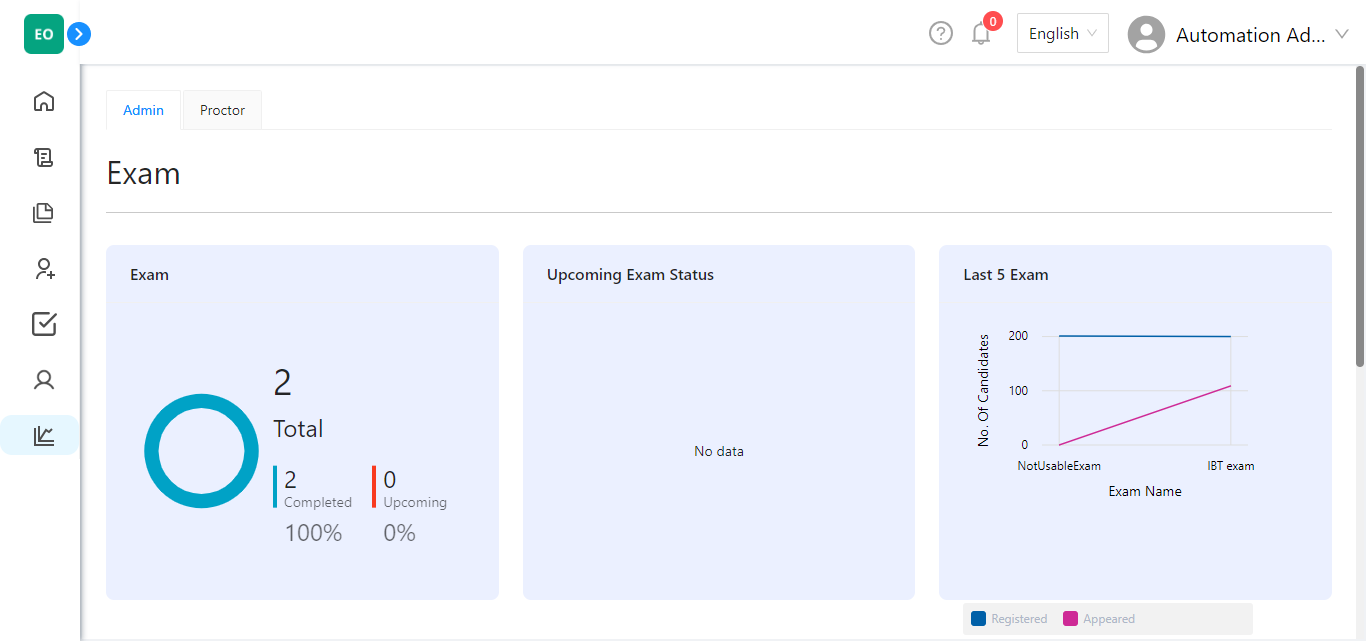 EO
0
English
Automation Ad...
Admin
Proctor
Exam
Exam
2
Total
2
Completed
100%
0
Upcoming
0%
Upcoming Exam Status
No data
Last 5 Exam
No. Of Candidates
200
100
0
NotUsableExam
IBT exam
Exam Name
Registered
Appeared